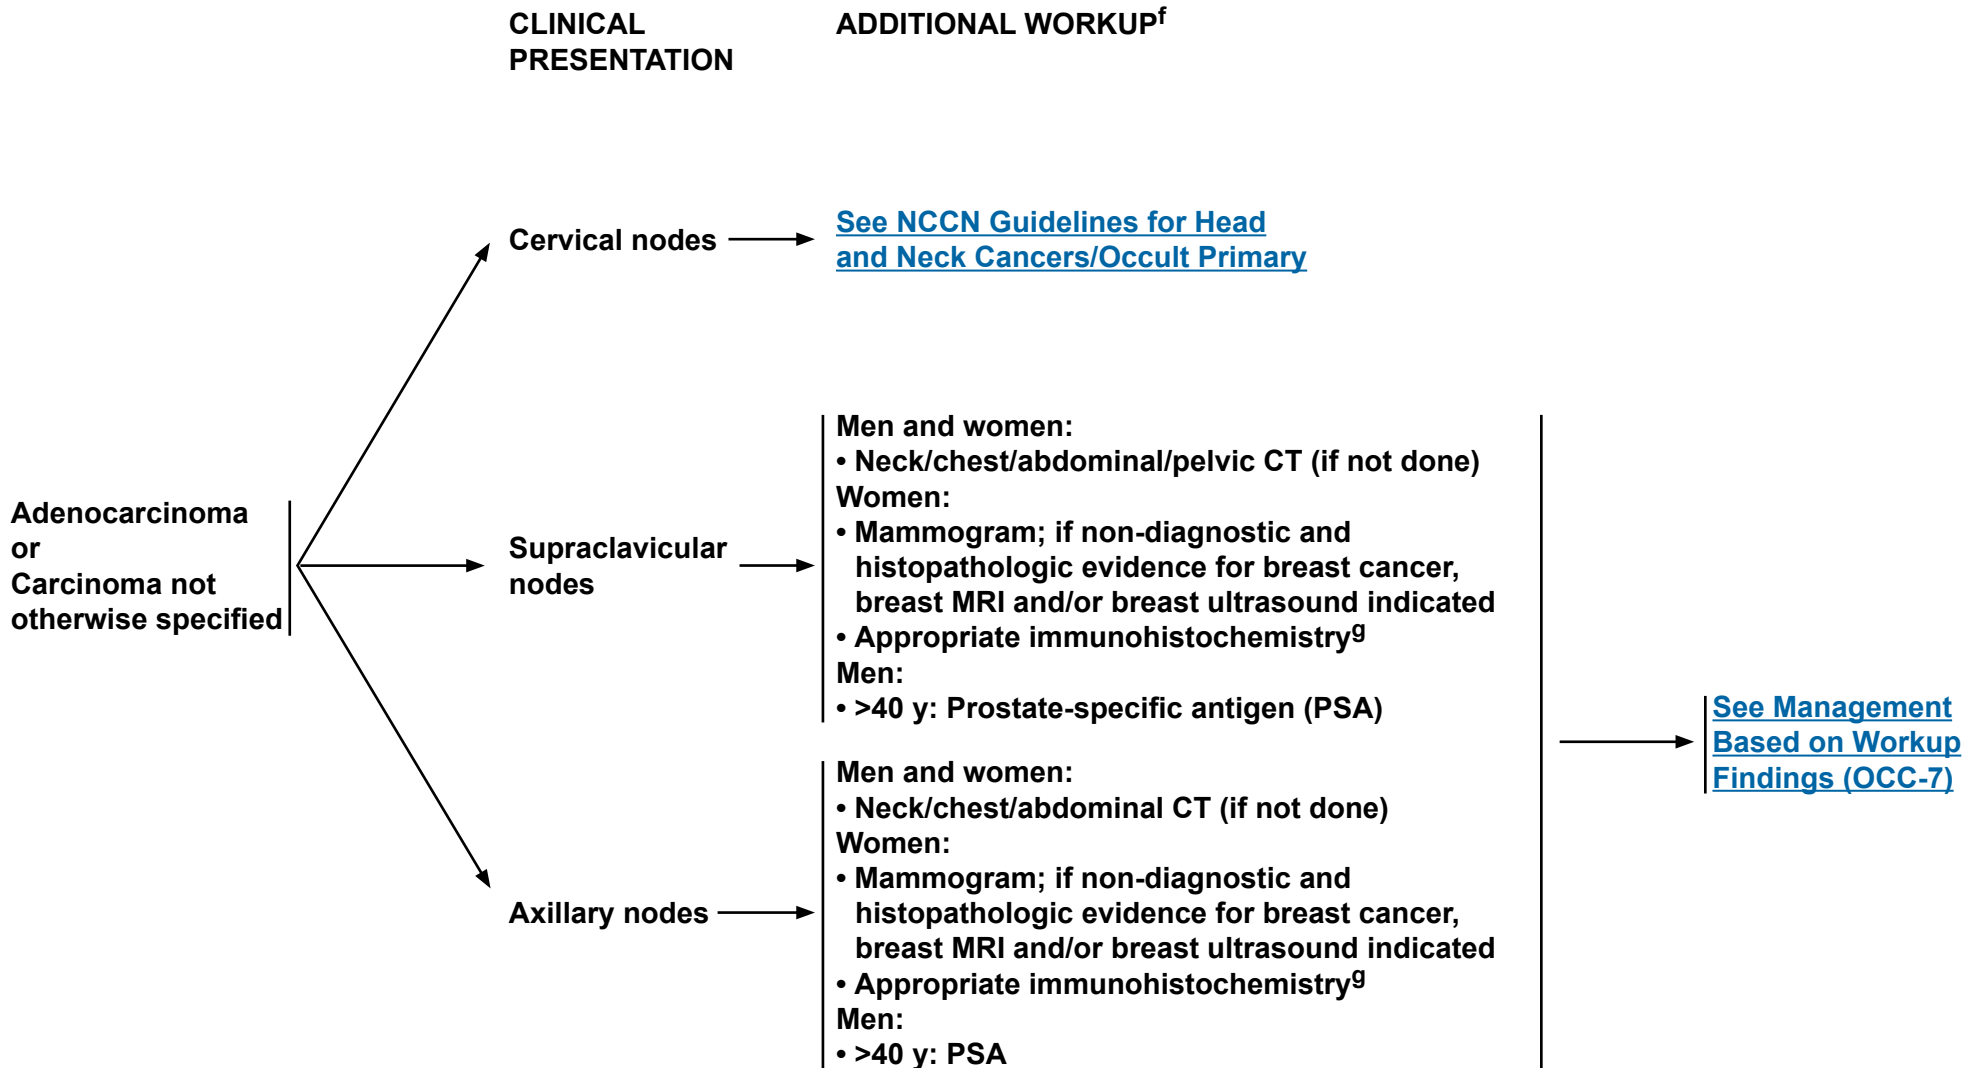 CLINICAL
PRESENTATION
ADDITIONAL WORKUPf
Cervical nodes
See NCCN Guidelines for Head
and Neck Cancers/Occult Primary
Adenocarcinoma
or
Carcinoma not
otherwise specified
Supraclavicular
nodes
Men and women:
• Neck/chest/abdominal/pelvic CT (if not done)
Women:
• Mammogram; if non-diagnostic and
histopathologic evidence for breast cancer,
breast MRI and/or breast ultrasound indicated
• Appropriate immunohistochemistryg
Men:
• >40 y: Prostate-specific antigen (PSA)
Axillary nodes
Men and women:
• Neck/chest/abdominal CT (if not done)
Women:
• Mammogram; if non-diagnostic and
histopathologic evidence for breast cancer,
breast MRI and/or breast ultrasound indicated
• Appropriate immunohistochemistryg
Men:
• >40 y: PSA
See Management
Based on Workup
Findings (OCC-7)